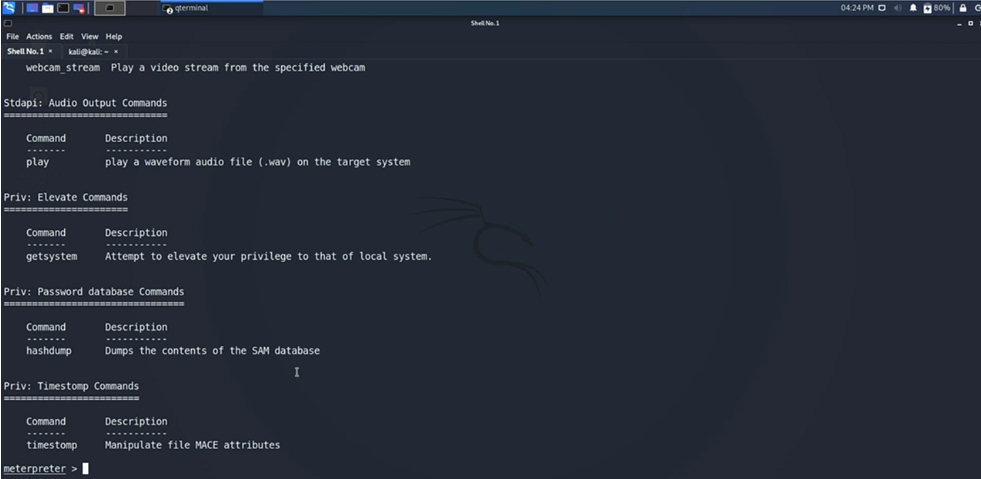 qterminal
04:24 PM
80%
Shell No.1
File Actions Edit View Help
Shell No.1 ×
kali@kali: ~ ×
webcam_stream Play a video stream from the specified webcam
Stdapi: Audio Output Commands
=============================
Command Description
------- -----------
play play a waveform audio file (.wav) on the target system
Priv: Elevate Commands
======================
Command Description
------- -----------
getsystem Attempt to elevate your privilege to that of local system.
Priv: Password database Commands
================================
Command Description
------- -----------
hashdump Dumps the contents of the SAM database
Priv: Timestomp Commands
========================
Command Description
------- -----------
timestomp Manipulate file MACE attributes
meterpreter >